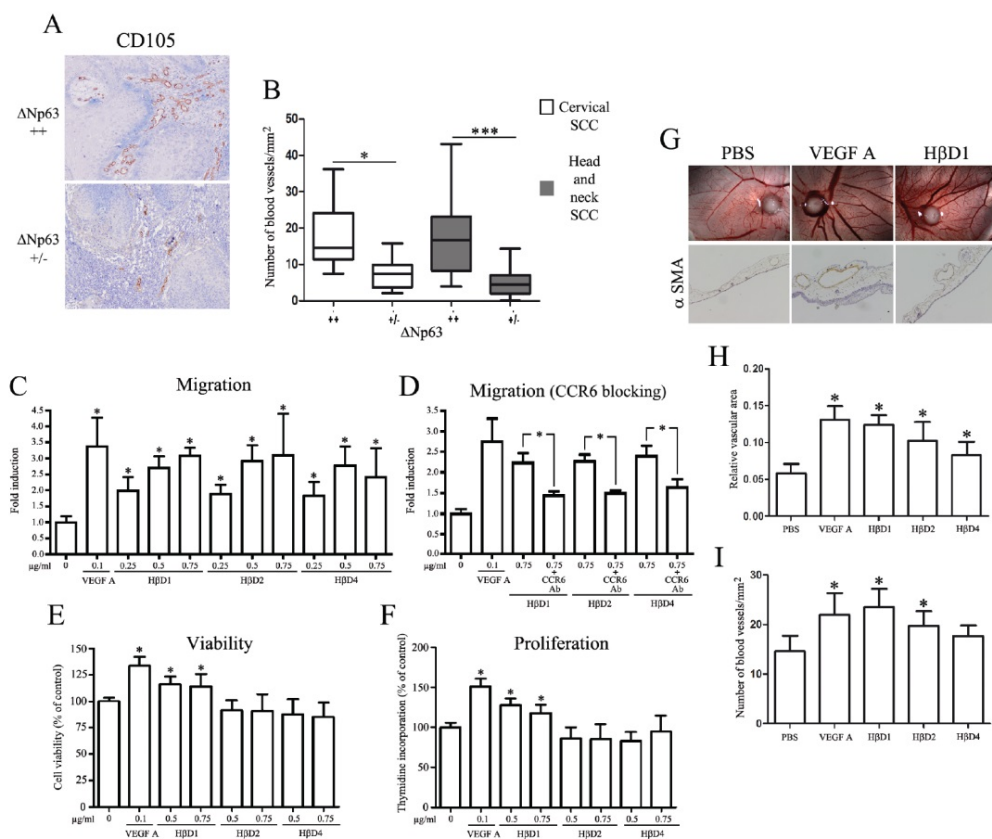 A
CD105
ΔNp63
++
ΔNp63
+/-
B
Number of blood vessels/mm²
50
40
30
20
10
0
++ +/- ++ +/-
ΔNp63
* ***
Cervical
SCC
Head
and
neck
SCC
C
Migration
Fold induction
4.5
4.0
3.5
3.0
2.5
2.0
1.5
1.0
0.5
0.0
* * * * * * * * * *
µg/ml 0 0.1 0.25 0.5 0.75 0.25 0.5 0.75 0.25 0.5 0.75
VEGF A HβD1 HβD2 HβD4
D
Migration (CCR6 blocking)
Fold induction
3.5
3.0
2.5
2.0
1.5
1.0
0.5
0.0
* * * *
µg/ml 0 0.1 0.75 0.75 0.75 0.75 0.75 0.75
+ + +
CCR6 CCR6 CCR6
Ab Ab Ab
VEGF A HβD1 HβD2 HβD4
E
Viability
Cell viability (% of control)
150
125
100
75
50
25
0
* * *
µg/ml 0 0.1 0.5 0.75 0.5 0.75 0.5 0.75
VEGF A HβD1 HβD2 HβD4
F
Proliferation
Thymidine incorporation (% of control)
200
150
100
50
0
* * *
µg/ml 0 0.1 0.5 0.75 0.5 0.75 0.5 0.75
VEGF A HβD1 HβD2 HβD4
G
PBS VEGF A HβD1
α SMA
H
Relative vascular area
0.20
0.15
0.10
0.05
0.00
* * * *
PBS VEGF A HβD1 HβD2 HβD4
I
Number of blood vessels/mm²
30
20
10
0
* * *
PBS VEGF A HβD1 HβD2 HβD4